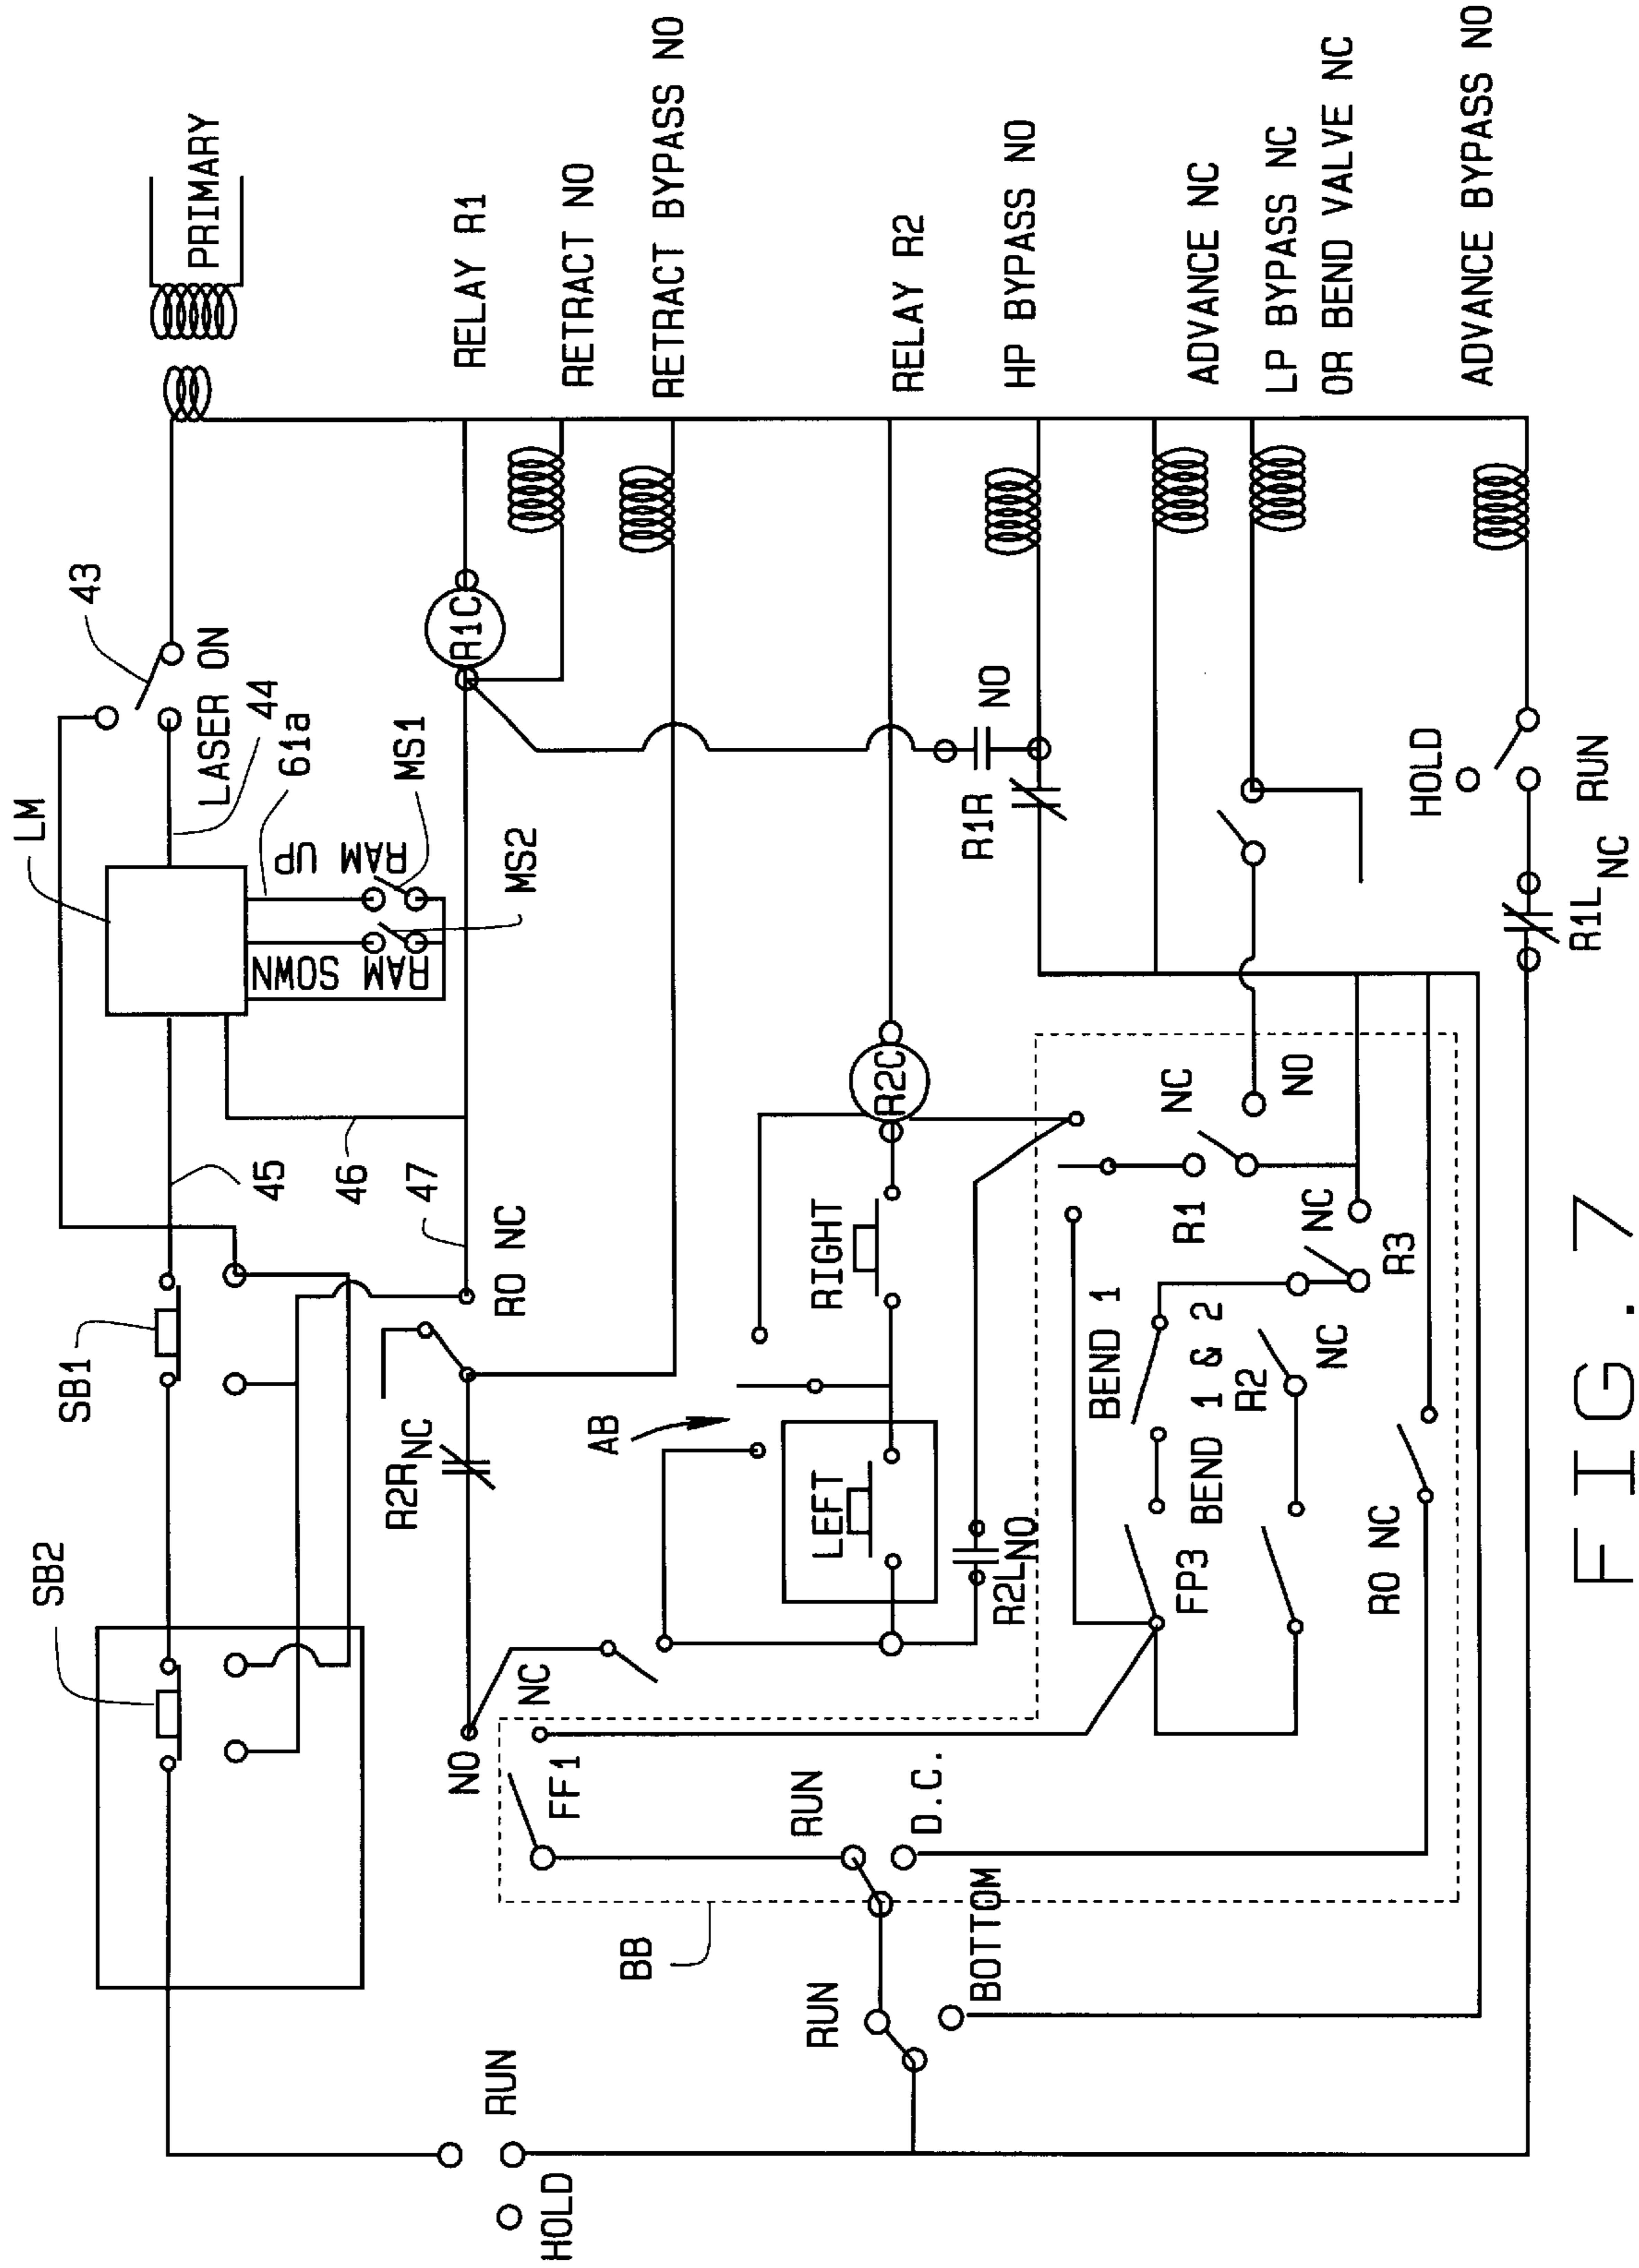 PRIMARY
43
LASER ON
44
61a
LM
RAM UP
MS1
RAM SOWN
MS2
45
46
47
SB1
SB2
RELAY R1
R1C
RETRACT NO
RETRACT BYPASS NO
RO NC
R2R NC
NO
NC
RELAY R2
R2C
RIGHT
AB
LEFT
R2L NO
HP BYPASS NO
NO
R1R
ADVANCE NC
LP BYPASS NC
OR BEND VALVE NC
ADVANCE BYPASS NO
HOLD
RUN
R1L NC
NC
NO
R1
NC
R3
BEND 1
BEND 1 & 2
R2
NC
FP3
RO NC
FF1
RUN
D.C.
BB
RUN
BOTTOM
RUN
HOLD
FIG. 7